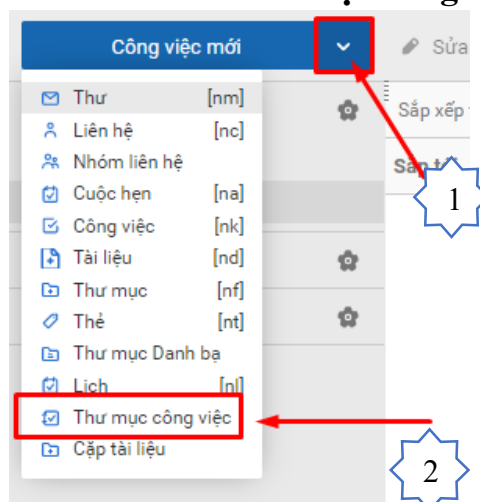 Công việc mới
Sửa
Thư [nm]
Sắp xếp
Liên hệ [nc]
Nhóm liên hệ
Sắp tới
Cuộc hẹn [na]
1
Công việc [nk]
Tài liệu [nd]
Thư mục [nf]
Thẻ [nt]
Thư mục Danh bạ
Lịch [nl]
Thư mục công việc
Cặp tài liệu
2